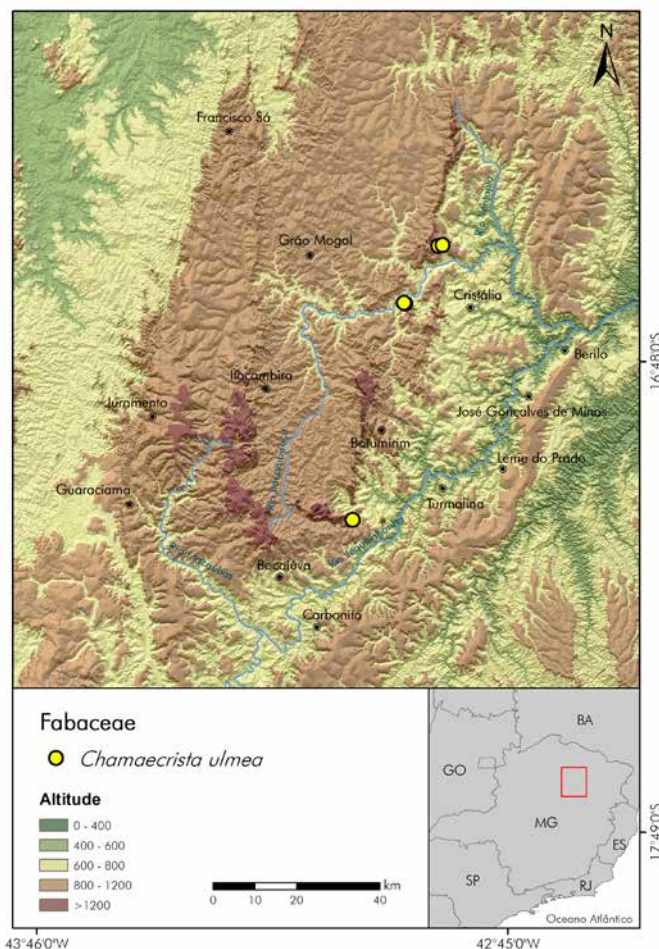 N
Francisco Sá
Rio Vacaria
Grão Mogol
Cristália
16°48'0"S
Berilo
Itacambira
Juramento
José Gonçalves de Minas
Botumirim
Leme do Prado
Guaraciama
Turmalina
Bocaiúva
Carbonita
Fabaceae
Chamaecrista ulmea
Altitude
0 - 400
400 - 600
600 - 800
800 - 1200
>1200
0 10 20 40
km
BA
GO
MG
ES
SP
RJ
Oceano Atlântico
17°49'0"S
43°46'0"W
42°45'0"W